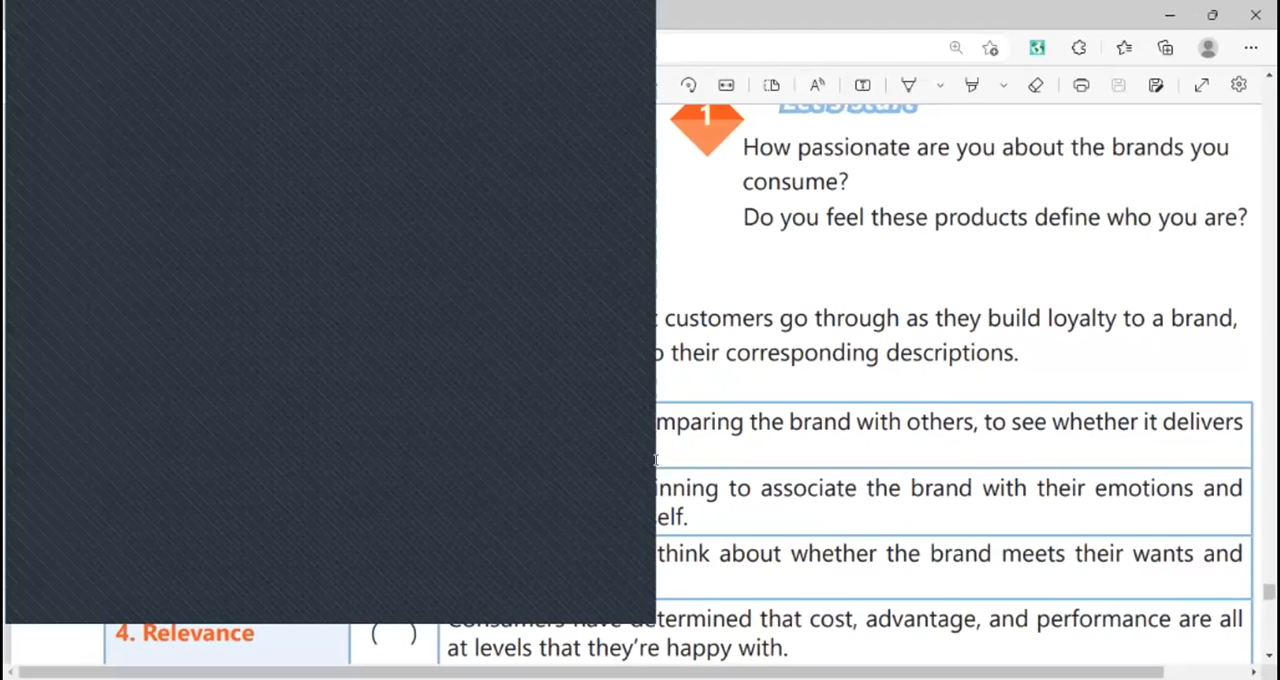 1
How passionate are you about the brands you
consume?
Do you feel these products define who you are?
customers go through as they build loyalty to a brand,
their corresponding descriptions.
mparing the brand with others, to see whether it delivers
inning to associate the brand with their emotions and
elf.
think about whether the brand meets their wants and
4. Relevance ( ) Consumers have determined that cost, advantage, and performance are all
at levels that they're happy with.